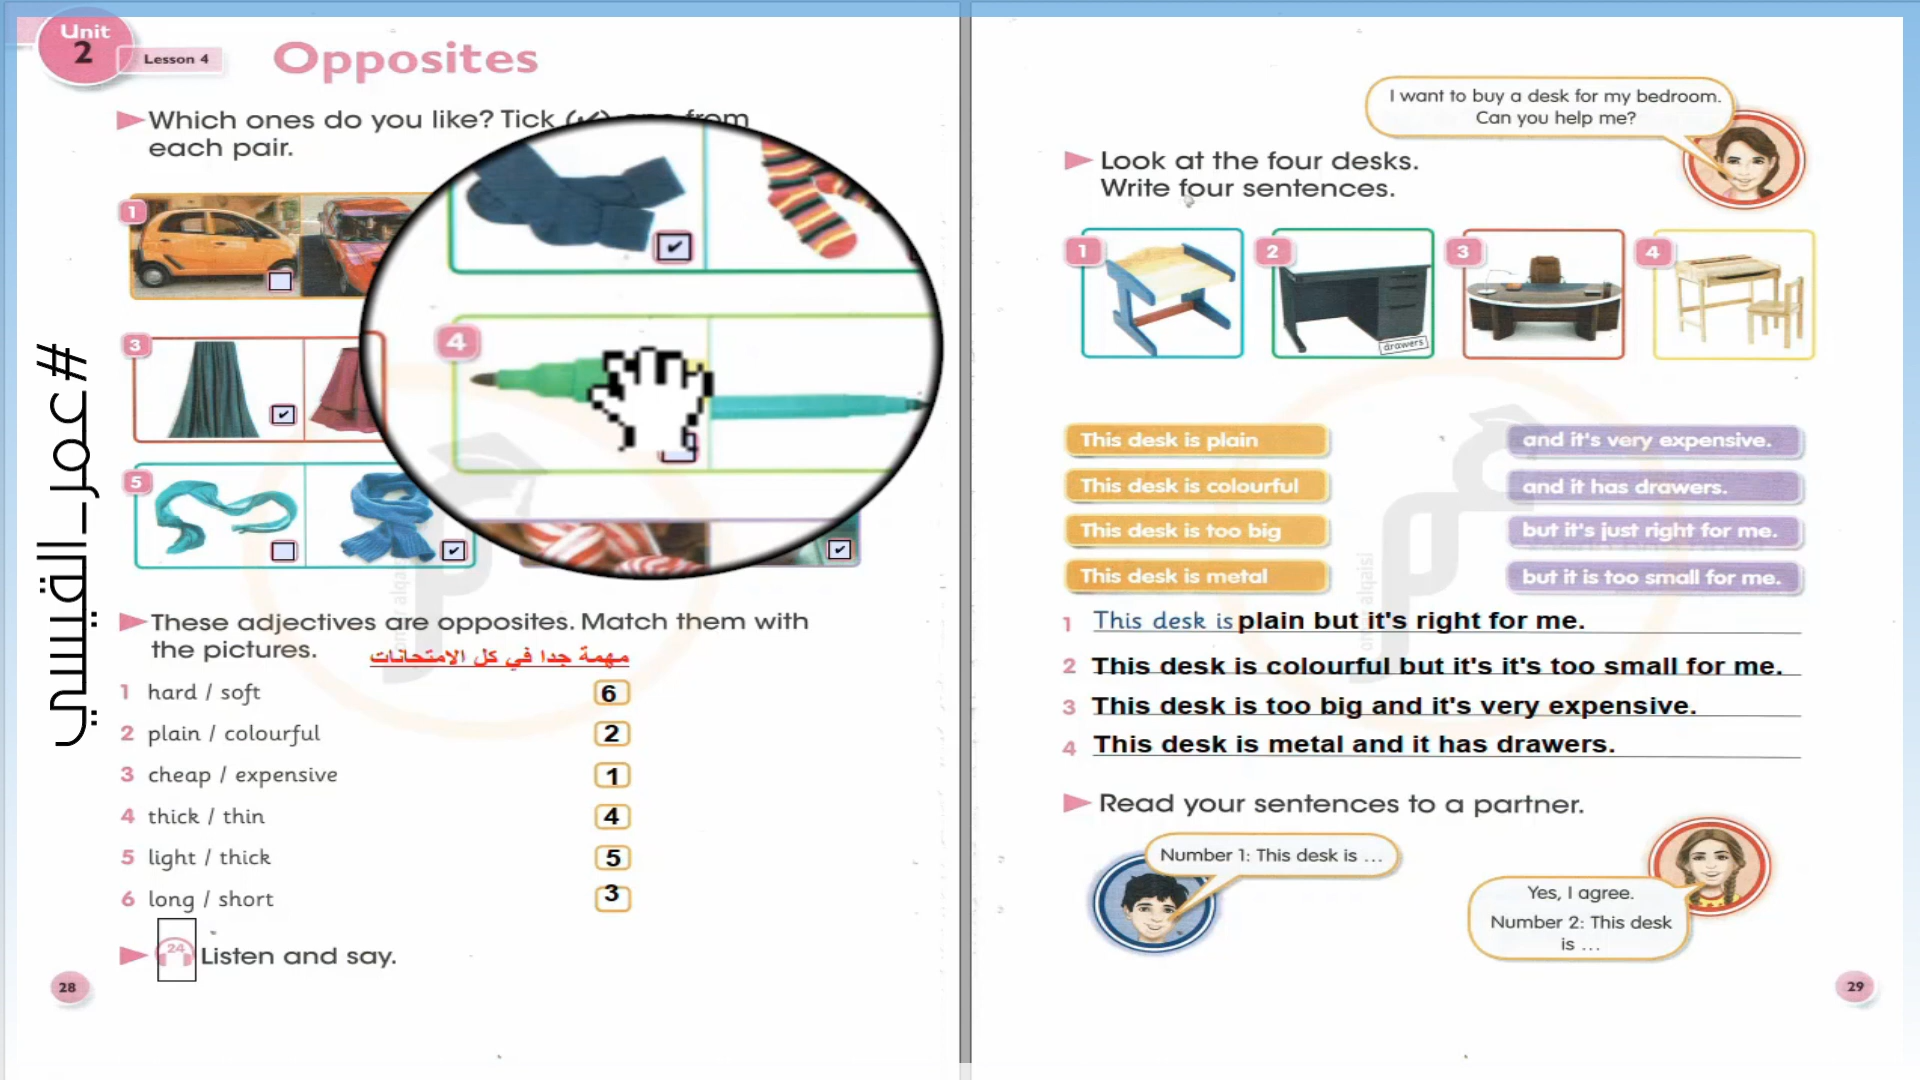 Unit
2
Lesson 4
Opposites
Which ones do you like? Tick (✓) one from
each pair.
1
3
5
4
These adjectives are opposites. Match them with
the pictures.
مهمة جدا في كل الامتحانات
1 hard / soft 6
2 plain / colourful 2
3 cheap / expensive 1
4 thick / thin 4
5 light / thick 5
6 long / short 3
24 Listen and say.
28
#عمر_القيسي
I want to buy a desk for my bedroom.
Can you help me?
Look at the four desks.
Write four sentences.
1
2
3
4
drawers
This desk is plain
and it's very expensive.
This desk is colourful
and it has drawers.
This desk is too big
but it's just right for me.
This desk is metal
but it is too small for me.
omar alqaisi
omar alqaisi
1 This desk is plain but it's right for me.
2 This desk is colourful but it's it's too small for me.
3 This desk is too big and it's very expensive.
4 This desk is metal and it has drawers.
Read your sentences to a partner.
Number 1: This desk is ...
Yes, I agree.
Number 2: This desk
is ...
29